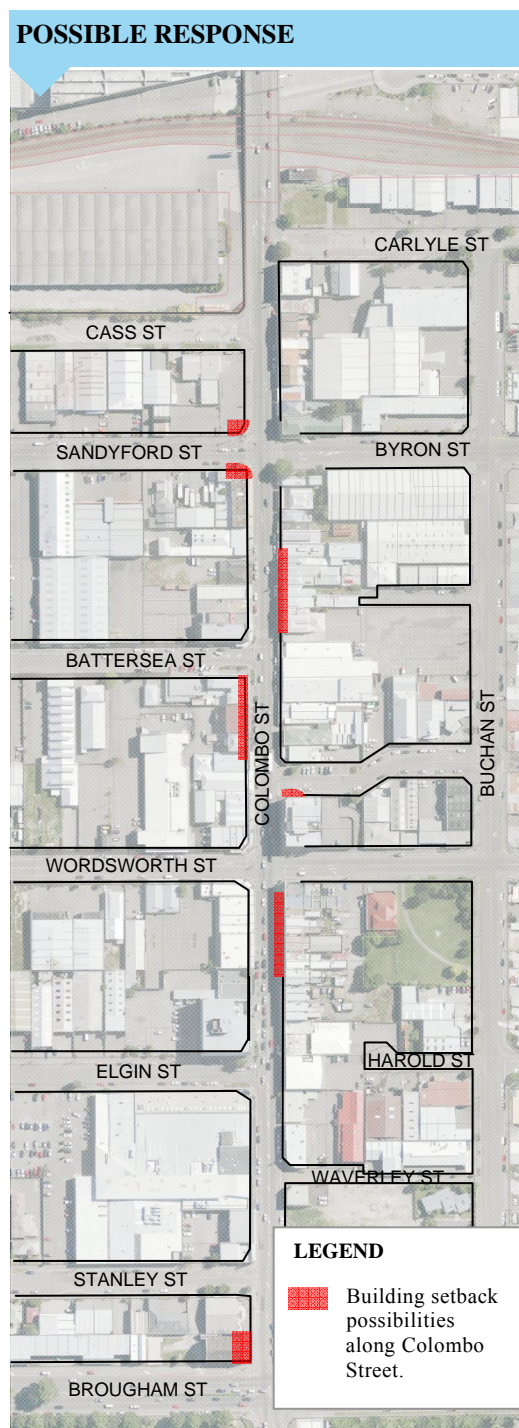 POSSIBLE RESPONSE
CARLYLE ST
CASS ST
SANDYFORD ST
BYRON ST
BATTERSEA ST
COLOMBO ST
BUCHAN ST
WORDSWORTH ST
ELGIN ST
HAROLD ST
WAVERLEY ST
STANLEY ST
BROUGHAM ST
LEGEND
Building setback
possibilities
along Colombo
Street.